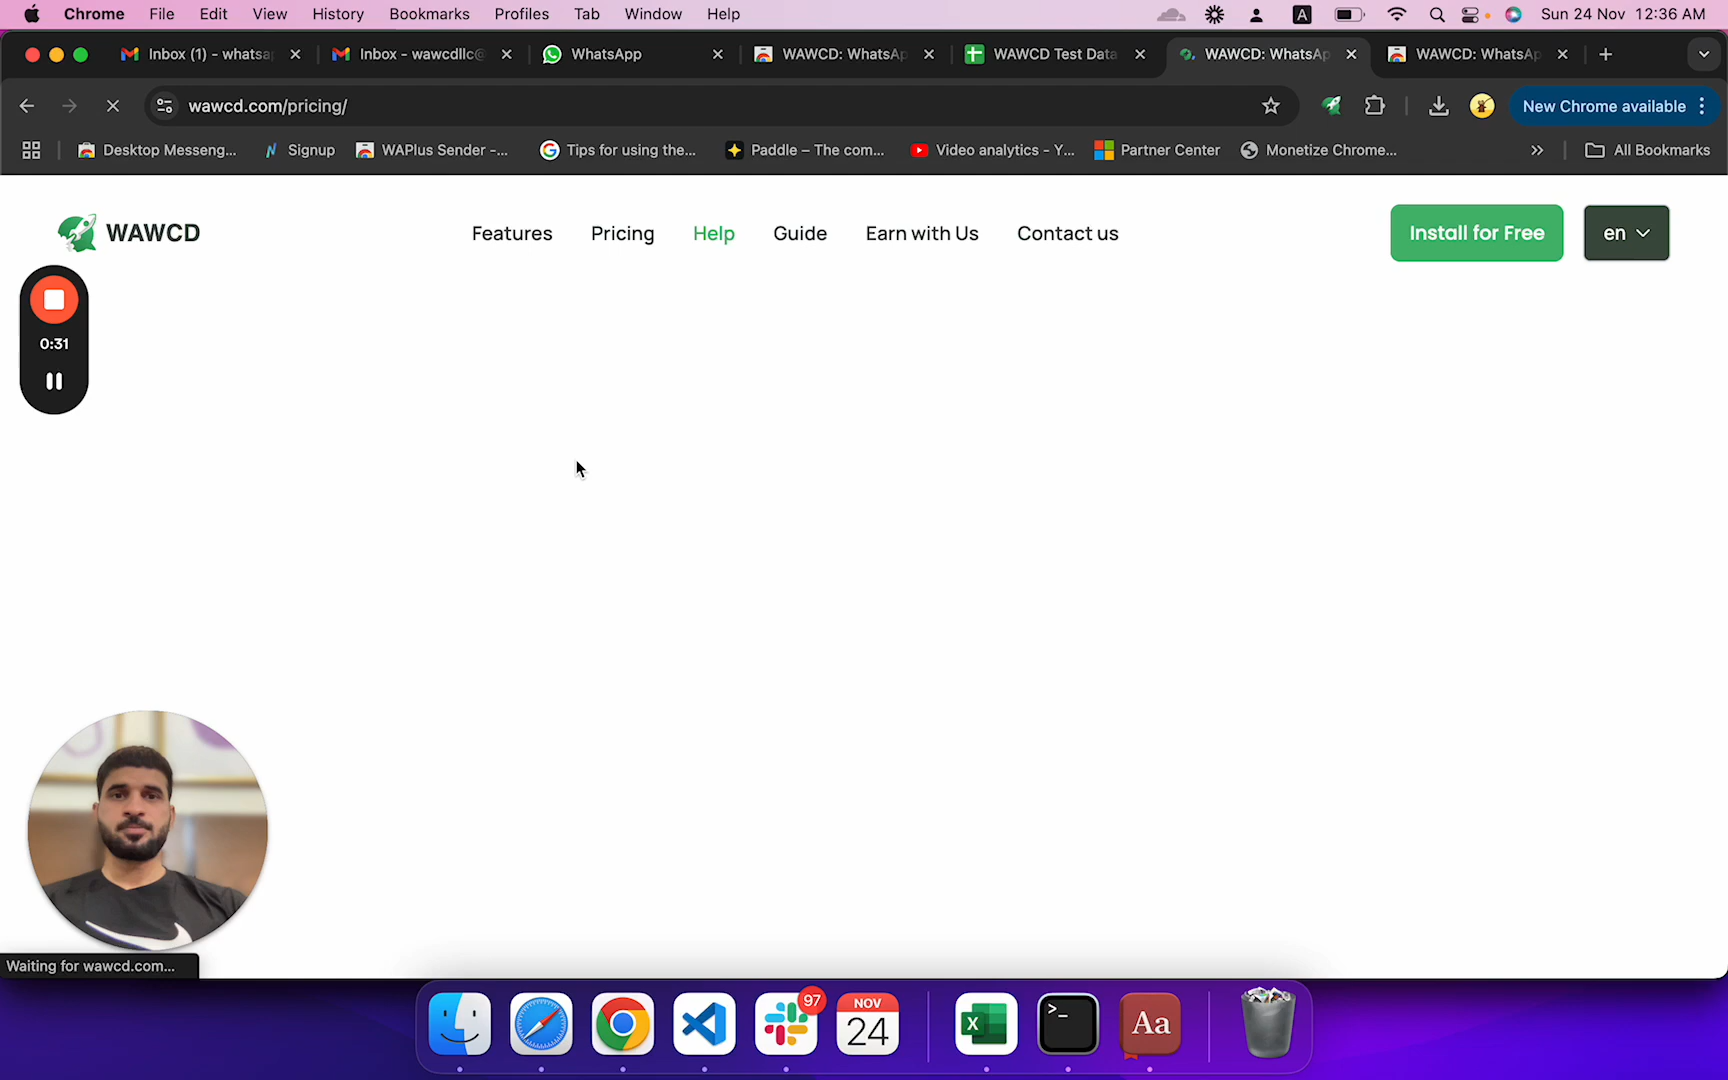 Chrome File Edit View History Bookmarks Profiles Tab Window Help A Sun 24 Nov 12:36 AM
Inbox (1) - whatsa Inbox - wawcdllc@ WhatsApp WAWCD: WhatsAp WAWCD Test Data WAWCD: WhatsAp WAWCD: WhatsAp
wawcd.com/pricing/ New Chrome available
Desktop Messeng... Signup WAPlus Sender -... Tips for using the... Paddle – The com... Video analytics - Y... Partner Center Monetize Chrome... All Bookmarks
WAWCD Features Pricing Help Guide Earn with Us Contact us Install for Free en
0:31
Waiting for wawcd.com...
97
NOV
24
X
>_
Aa